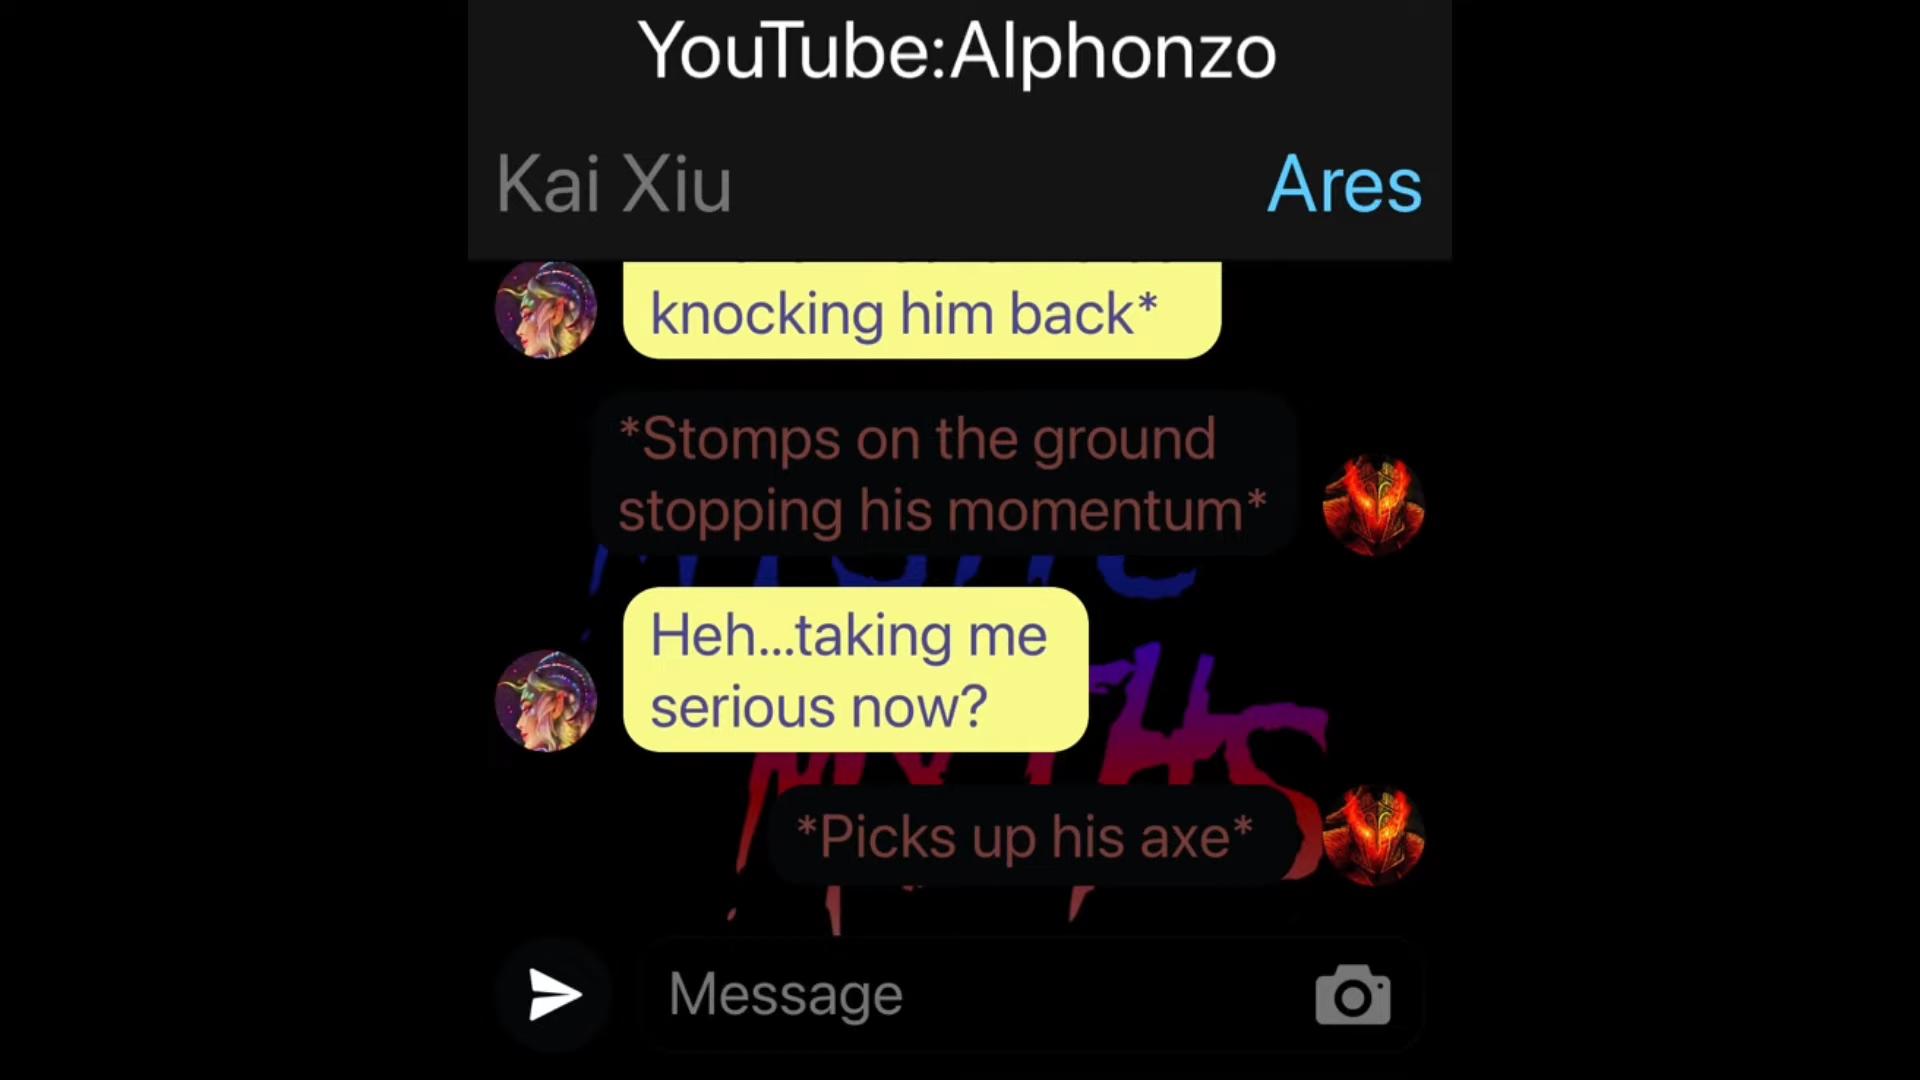 YouTube:Alphonzo
Kai Xiu
Ares
knocking him back*
*Stomps on the ground
stopping his momentum*
Heh...taking me
serious now?
*Picks up his axe*
Message